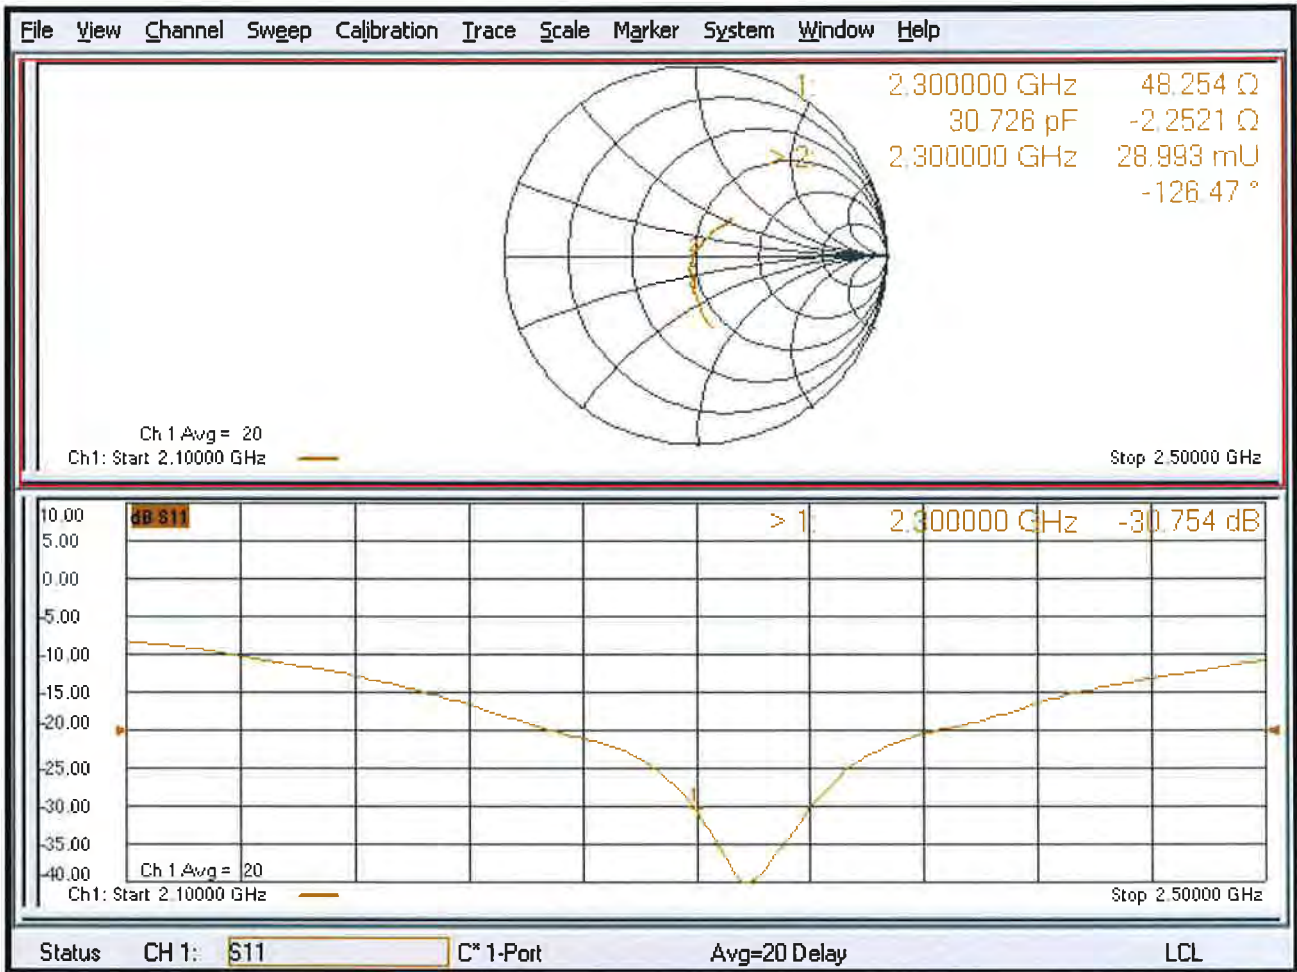 File View Channel Sweep Calibration Trace Scale Marker System Window Help
1: 2.300000 GHz 48.254 Ω
30.726 pF -2.2521 Ω
> 2: 2.300000 GHz 28.993 mU
-126.47 °
Ch 1 Avg = 20
Ch1: Start 2.10000 GHz
Stop 2.50000 GHz
10.00
dB S11
> 1: 2.300000 GHz -30.754 dB
5.00
0.00
-5.00
-10.00
-15.00
-20.00
-25.00
-30.00
1
-35.00
-40.00
Ch 1 Avg = 20
Ch1: Start 2.10000 GHz
Stop 2.50000 GHz
Status CH 1: S11 C* 1-Port Avg=20 Delay LCL